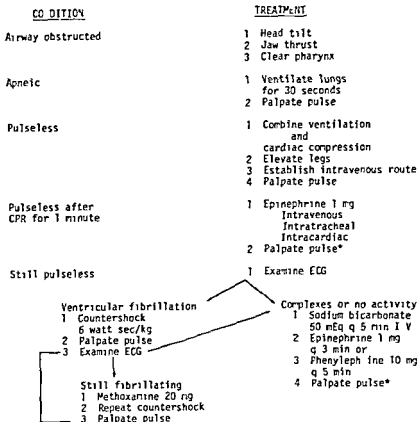 CO DITION
TREATMENT
Airway obstructed
1 Head tilt
2 Jaw thrust
3 Clear pharynx
Apneic
1 Ventilate lungs
for 30 seconds
2 Palpate pulse
Pulseless
1 Combine ventilation
and
cardiac compression
2 Elevate legs
3 Establish intravenous route
4 Palpate pulse
Pulseless after
CPR for 1 minute
1 Epinephrine 1 mg
Intravenous
Intratracheal
Intracardiac
2 Palpate pulse*
Still pulseless
1 Examine ECG
Ventricular fibrillation
1 Countershock
6 watt sec/kg
2 Palpate pulse
3 Examine ECG
Complexes or no activity
1 Sodium bicarbonate
50 mEq q 5 min I V
2 Epinephrine 1 mg
q 3 min or
3 Phenyleph ine 10 mg
q 5 min
4 Palpate pulse*
Still fibrillating
1 Methoxamine 20 mg
2 Repeat countershock
3 Palpate pulse